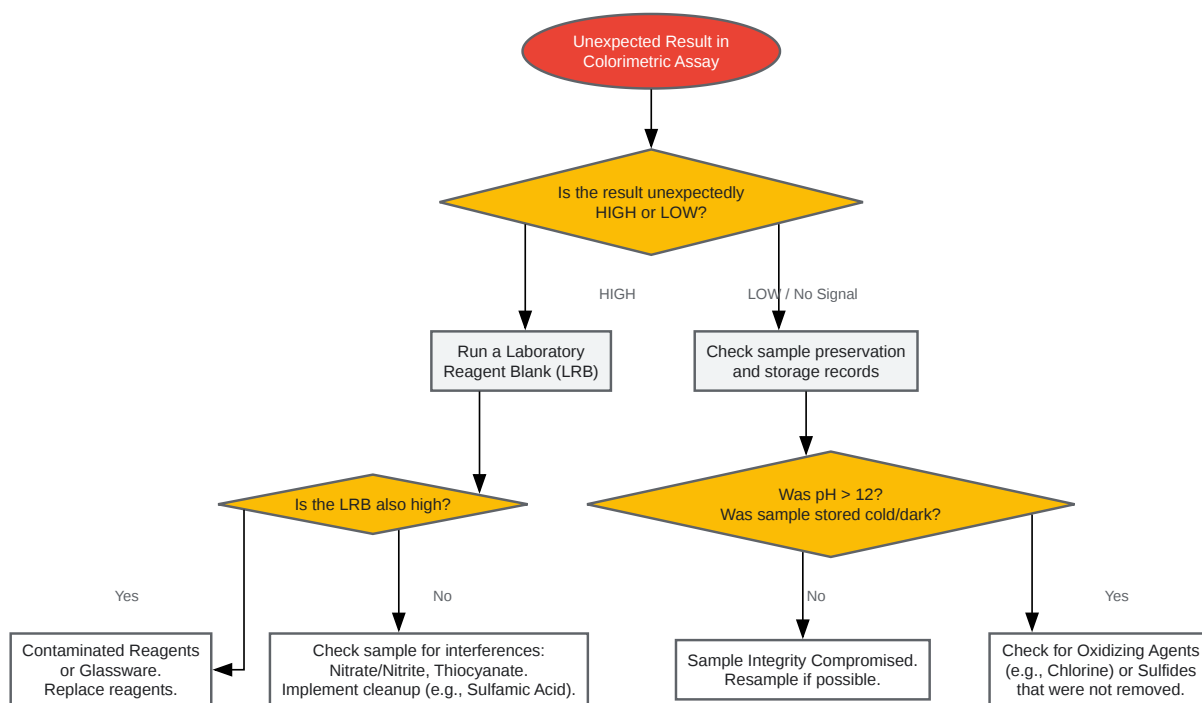 Unexpected Result in
Colorimetric Assay
Is the result unexpectedly
HIGH or LOW?
HIGH
LOW / No Signal
Run a Laboratory
Reagent Blank (LRB)
Check sample preservation
and storage records
Is the LRB also high?
Was pH > 12?
Was sample stored cold/dark?
Yes
No
No
Yes
Contaminated Reagents
or Glassware.
Replace reagents.
Check sample for interferences:
Nitrate/Nitrite, Thiocyanate.
Implement cleanup (e.g., Sulfamic Acid).
Sample Integrity Compromised.
Resample if possible.
Check for Oxidizing Agents
(e.g., Chlorine) or Sulfides
that were not removed.